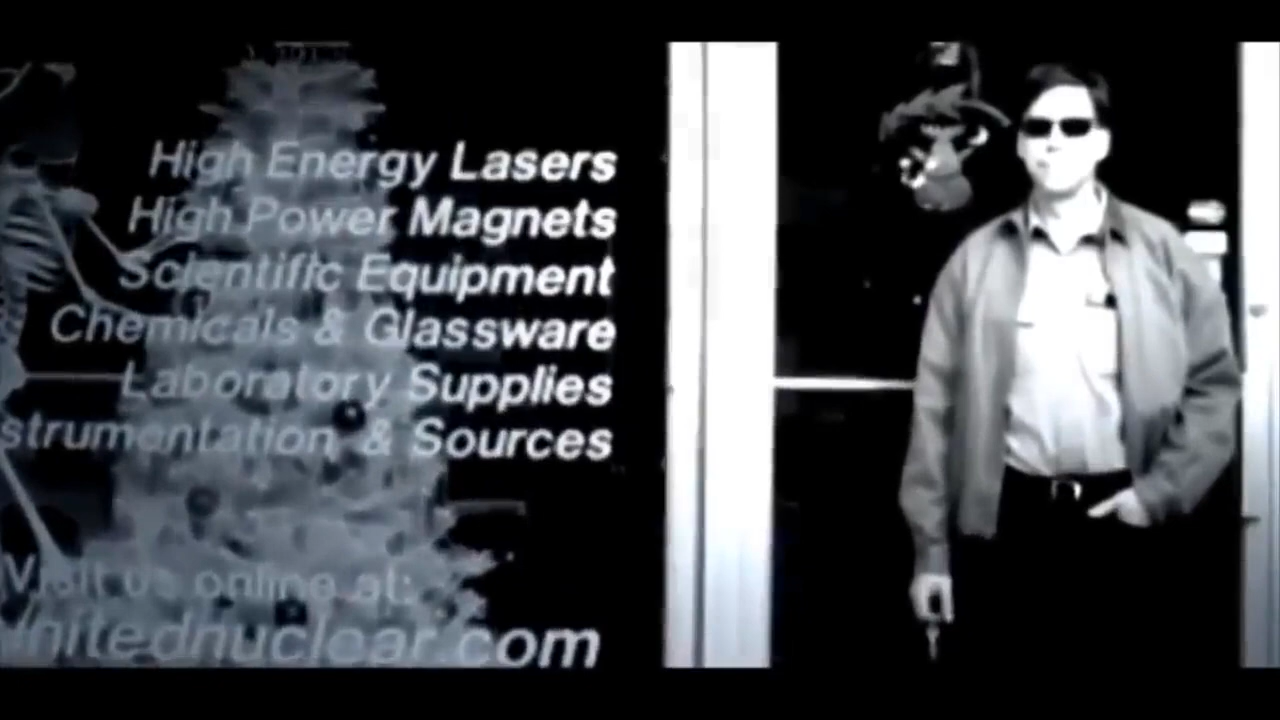 High Energy Lasers
High Power Magnets
Scientific Equipment
Chemicals & Glassware
Laboratory Supplies
strumentation & Sources
Visit us online at:
unitednuclear.com